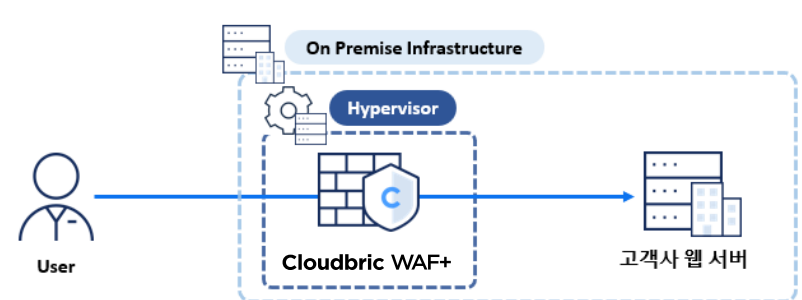 On Premise Infrastructure
Hypervisor
C
Cloudbric WAF+
User
고객사 웹 서버